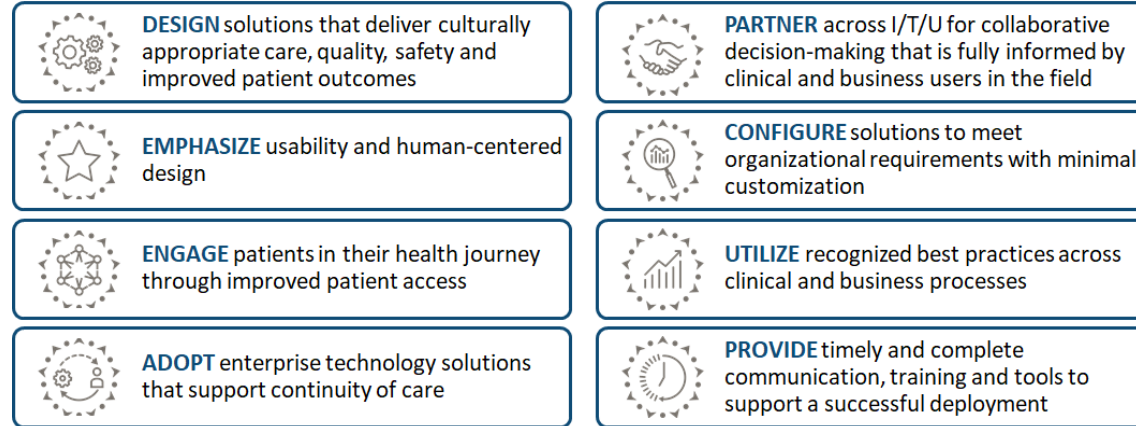 DESIGN solutions that deliver culturally
appropriate care, quality, safety and
improved patient outcomes
EMPHASIZE usability and human-centered
design
ENGAGE patients in their health journey
through improved patient access
ADOPT enterprise technology solutions
that support continuity of care
PARTNER across I/T/U for collaborative
decision-making that is fully informed by
clinical and business users in the field
CONFIGURE solutions to meet
organizational requirements with minimal
customization
UTILIZE recognized best practices across
clinical and business processes
PROVIDE timely and complete
communication, training and tools to
support a successful deployment